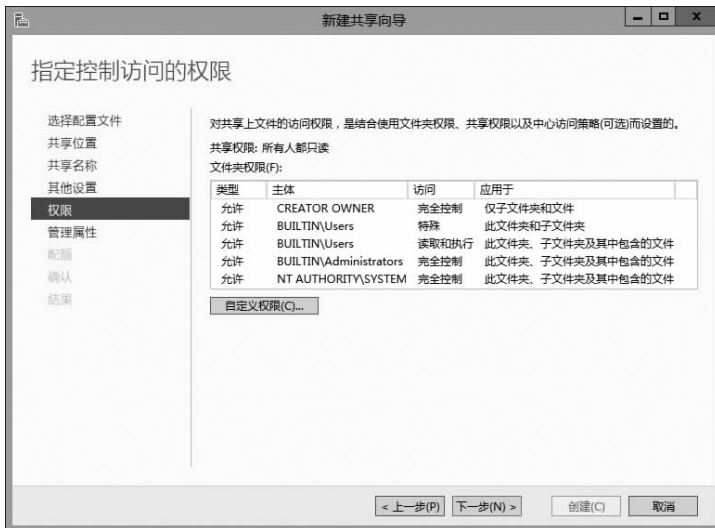 新建共享向导
指定控制访问的权限
选择配置文件
共享位置
共享名称
其他设置
权限
管理属性
配额
确认
结果
对共享上文件的访问权限，是结合使用文件夹权限、共享权限以及中心访问策略(可选)而设置的。
共享权限: 所有人都只读
文件夹权限(F):
类型 主体 访问 应用于
允许 CREATOR OWNER 完全控制 仅子文件夹和文件
允许 BUILTIN\Users 特殊 此文件夹和子文件夹
允许 BUILTIN\Users 读取和执行 此文件夹、子文件夹及其中包含的文件
允许 BUILTIN\Administrators 完全控制 此文件夹、子文件夹及其中包含的文件
允许 NT AUTHORITY\SYSTEM 完全控制 此文件夹、子文件夹及其中包含的文件
自定义权限(C)...
< 上一步(P) 下一步(N) > 创建(C) 取消